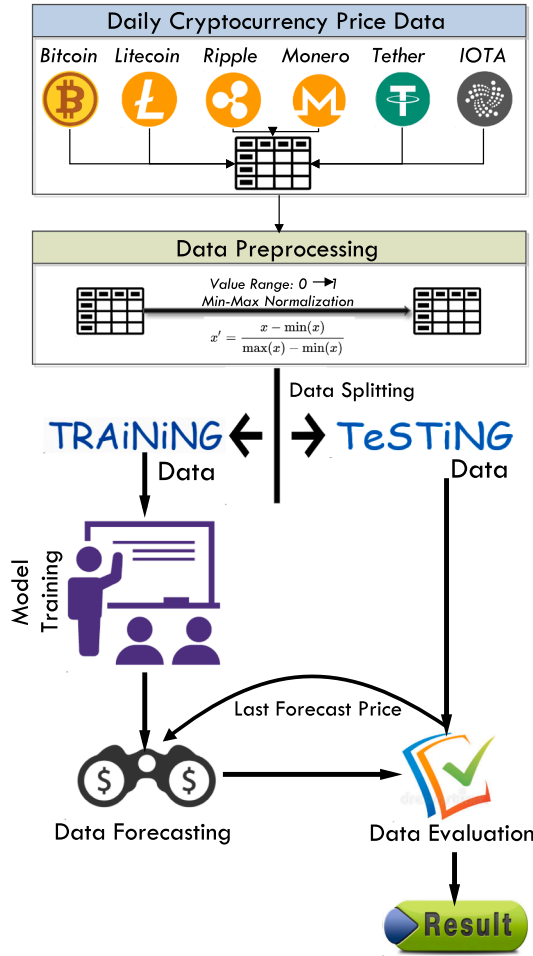 Daily Cryptocurrency Price Data
Bitcoin Litecoin Ripple Monero Tether IOTA
Data Preprocessing
Value Range: 0 → 1
Min-Max Normalization
x′ = (x − min(x)) / (max(x) − min(x))
Data Splitting
TRAiNiNG TeSTiNG
Data Data
Model
Training
Last Forecast Price
$ $
Data Forecasting Data Evaluation
Result